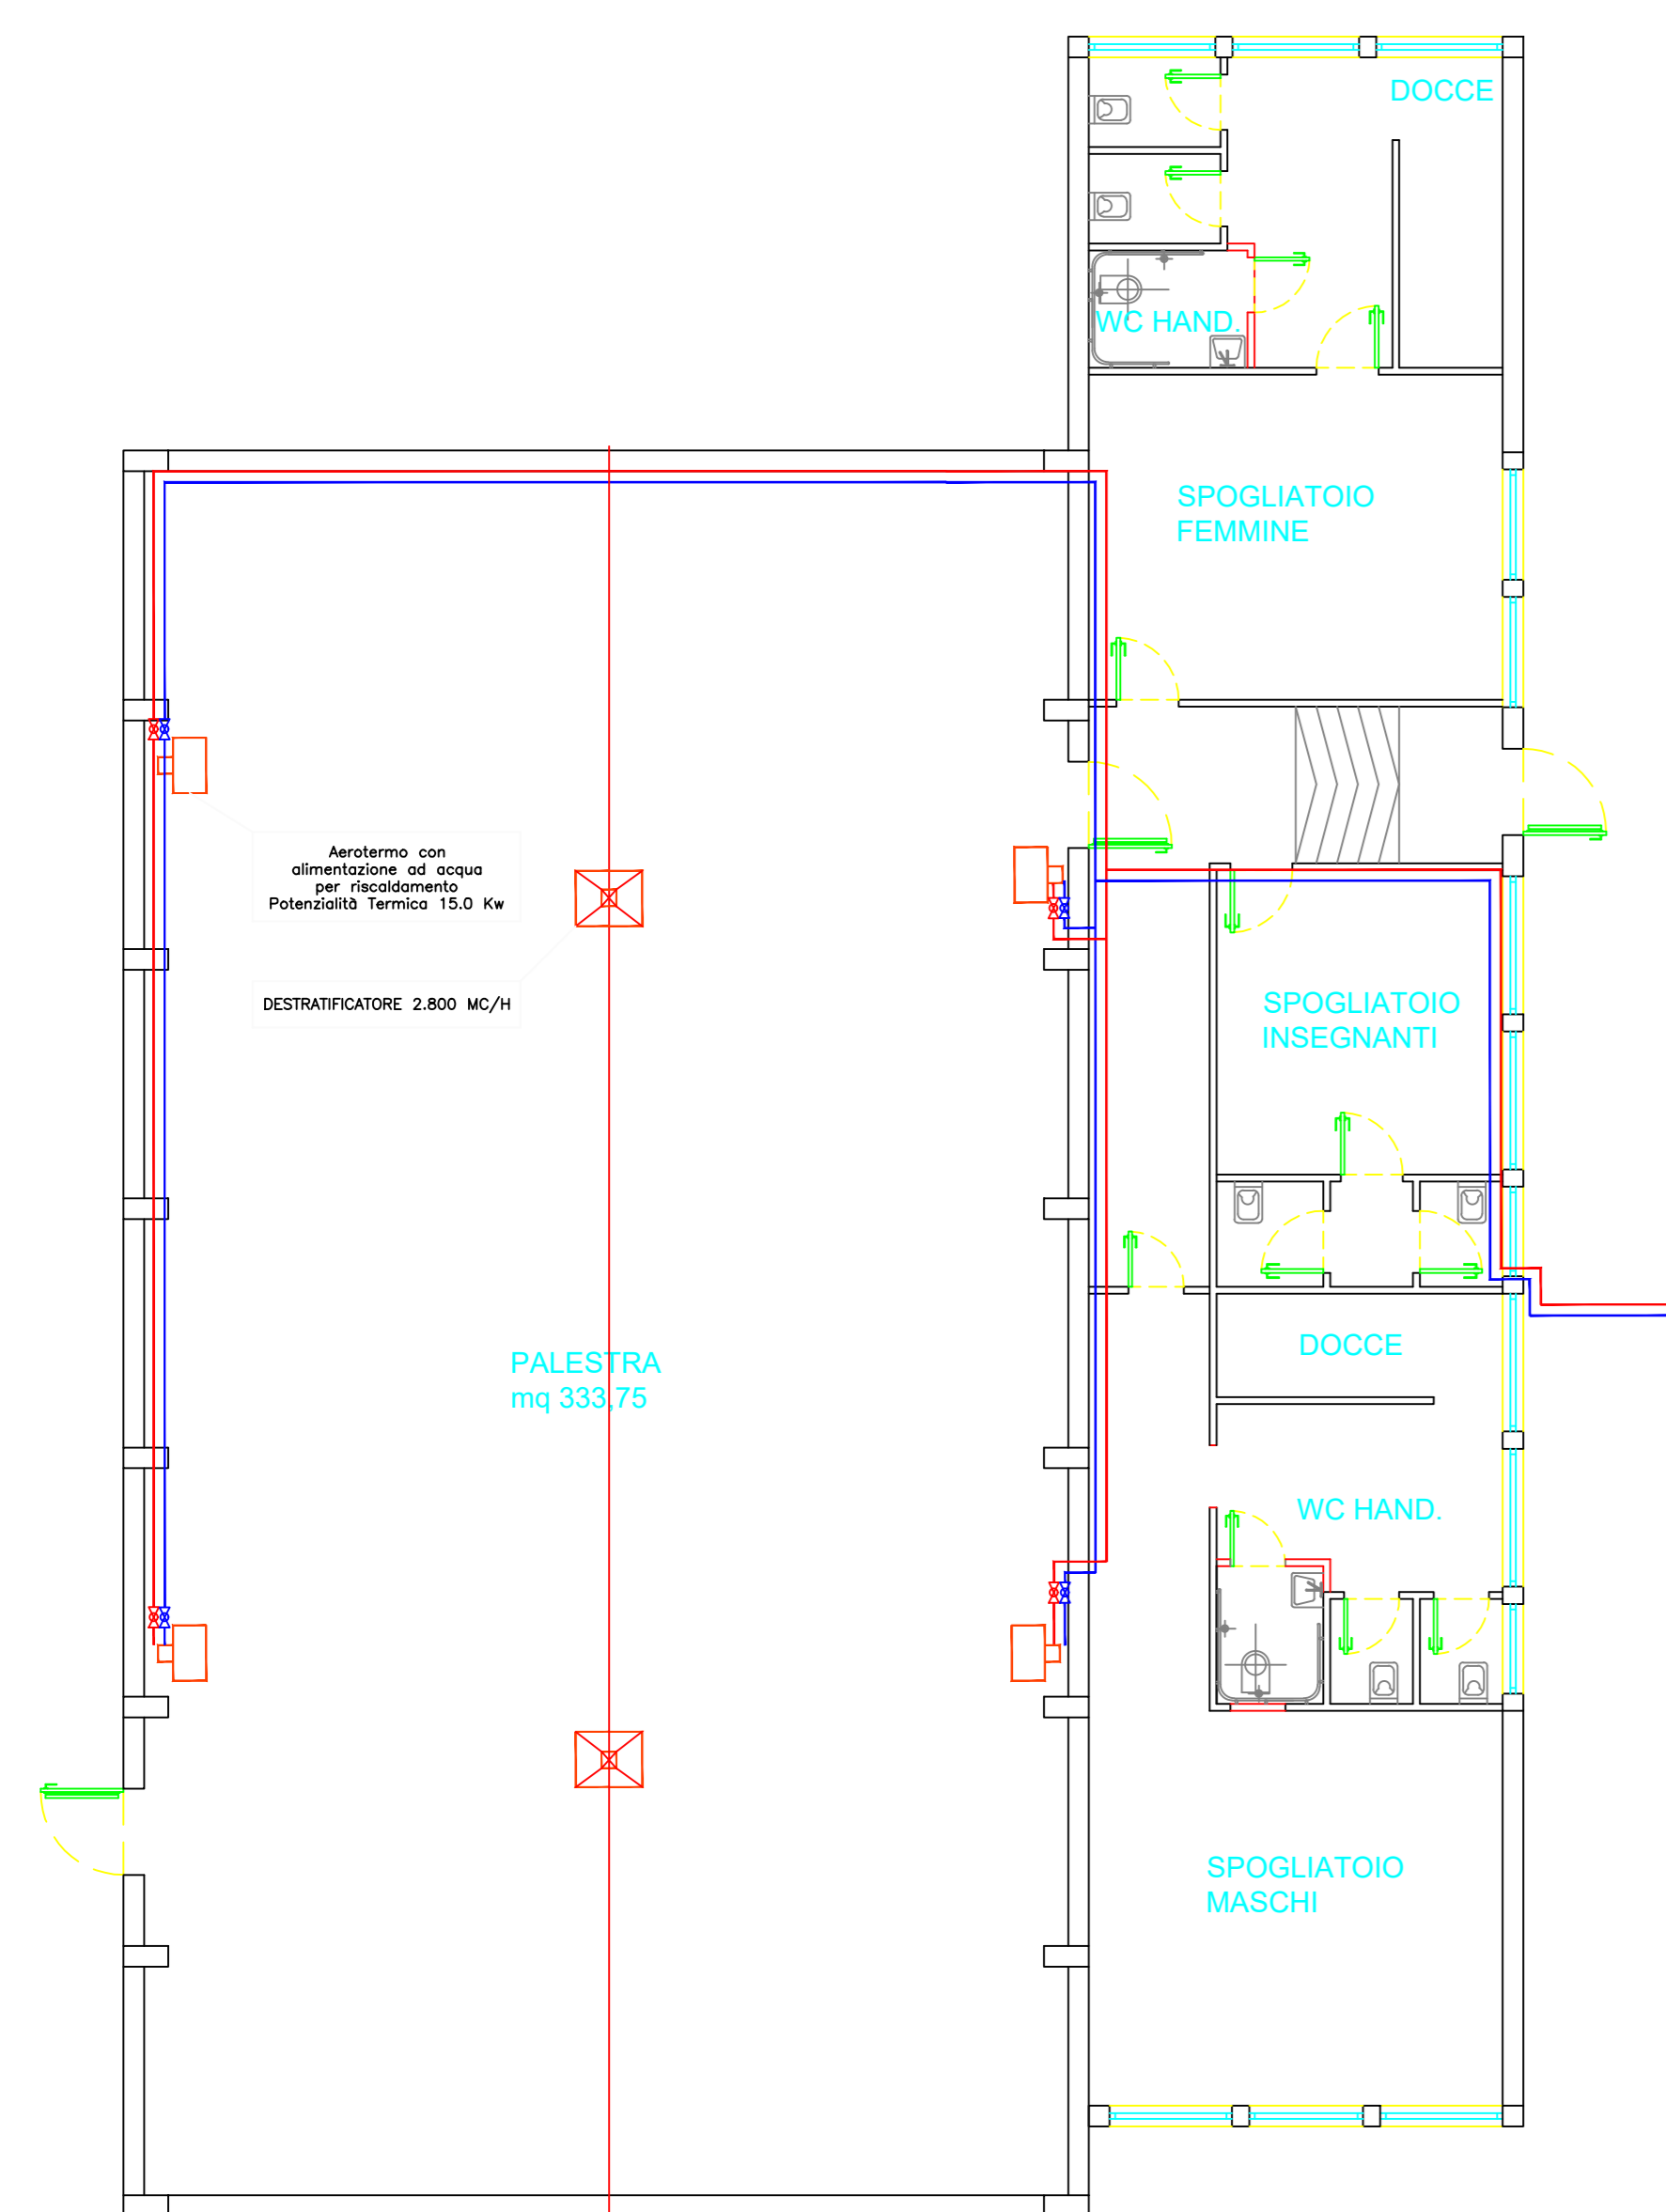 DOCCE
WC HAND.
SPOGLIATOIO
FEMMINE
Aerotermo con
alimentazione ad acqua
per riscaldamento
Potenzialità Termica 15.0 Kw
DESTRATIFICATORE 2.800 MC/H
SPOGLIATOIO
INSEGNANTI
PALESTRA
mq 333,75
DOCCE
WC HAND.
SPOGLIATOIO
MASCHI